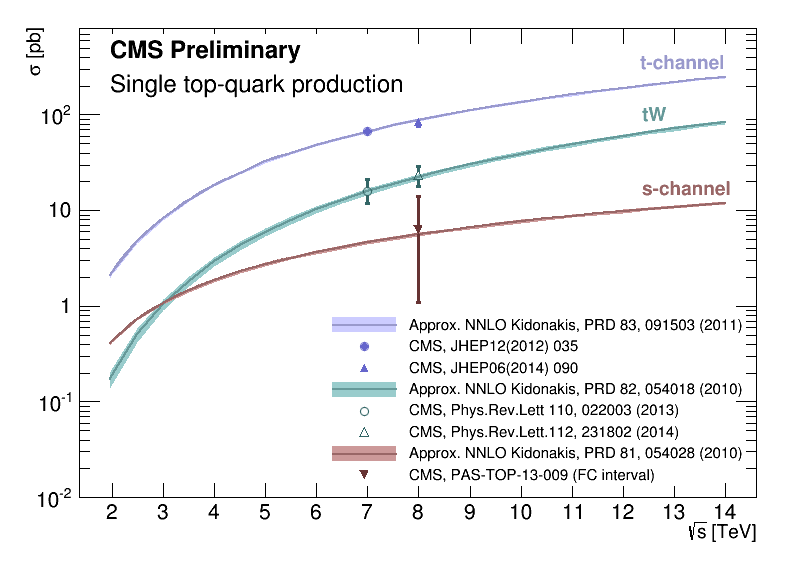 σ [pb]
CMS Preliminary
Single top-quark production
t-channel
tW
s-channel
10²
10
1
10⁻¹
10⁻²
Approx. NNLO Kidonakis, PRD 83, 091503 (2011)
CMS, JHEP12(2012) 035
CMS, JHEP06(2014) 090
Approx. NNLO Kidonakis, PRD 82, 054018 (2010)
CMS, Phys.Rev.Lett 110, 022003 (2013)
CMS, Phys.Rev.Lett.112, 231802 (2014)
Approx. NNLO Kidonakis, PRD 81, 054028 (2010)
CMS, PAS-TOP-13-009 (FC interval)
2 3 4 5 6 7 8 9 10 11 12 13 14
√s [TeV]